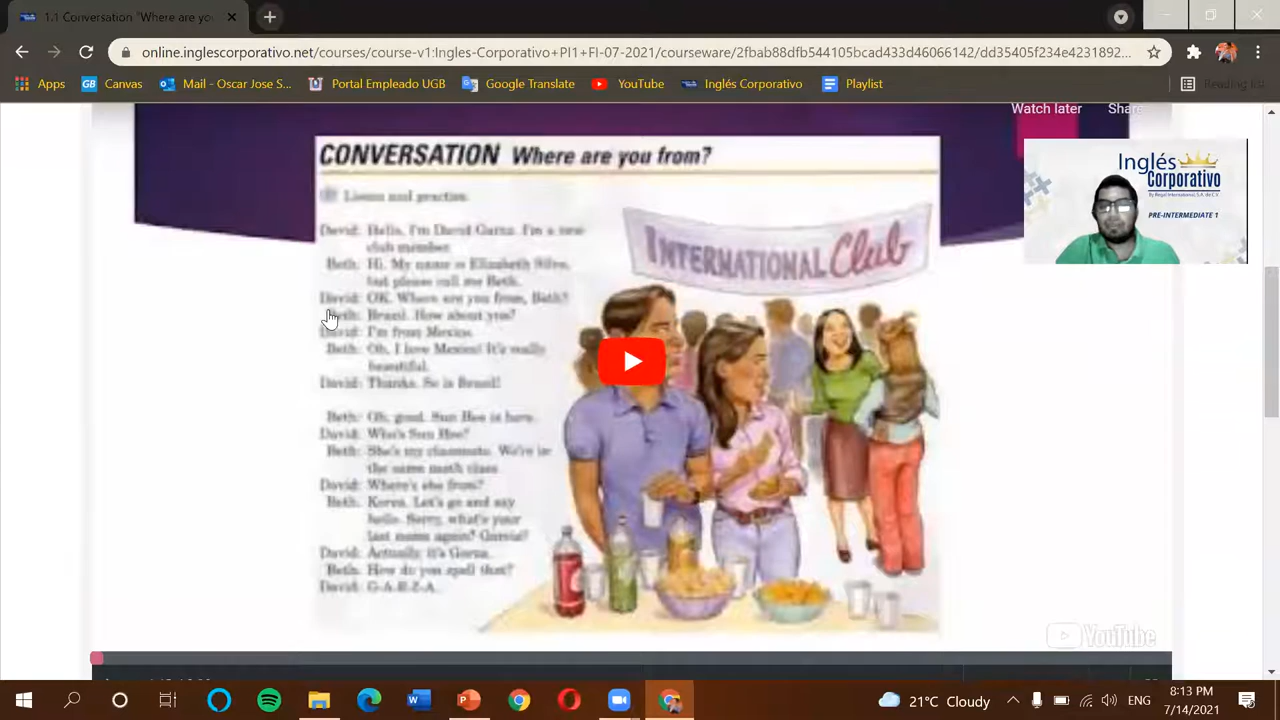 1.1 Conversation "Where are you
online.inglescorporativo.net/courses/course-v1:Ingles-Corporativo+PI1+FI-07-2021/courseware/2fbab88dfb544105bcad433d46066142/dd35405f234e4231892...
Apps Canvas Mail - Oscar Jose S... Portal Empleado UGB Google Translate YouTube Inglés Corporativo Playlist Reading list
Watch later Share
CONVERSATION Where are you from?
Listen and practice
David: Hello, I'm David Garza. I'm a new
club member.
Beth: Hi. My name is Elizabeth Silva,
but please call me Beth.
David: OK. Where are you from, Beth?
Beth: Brazil. How about you?
David: I'm from Mexico.
Beth: Oh, I love Mexico! It's really
beautiful.
David: Thanks. So is Brazil!
Beth: Oh, good. Sun Hee is here.
David: Who's Sun Hee?
Beth: She's my classmate. We're in
the same math class
David: Where's she from?
Beth: Korea. Let's go and say
hello. Sorry, what's your
last name again? Garcia?
David: Actually, it's Garza.
Beth: How do you spell that?
David: G-A-R-Z-A.
INTERNATIONAL Club
Inglés
Corporativo
By Regal International, S.A. de C.V.
PRE-INTERMEDIATE 1
YouTube
21°C Cloudy
ENG
8:13 PM
7/14/2021